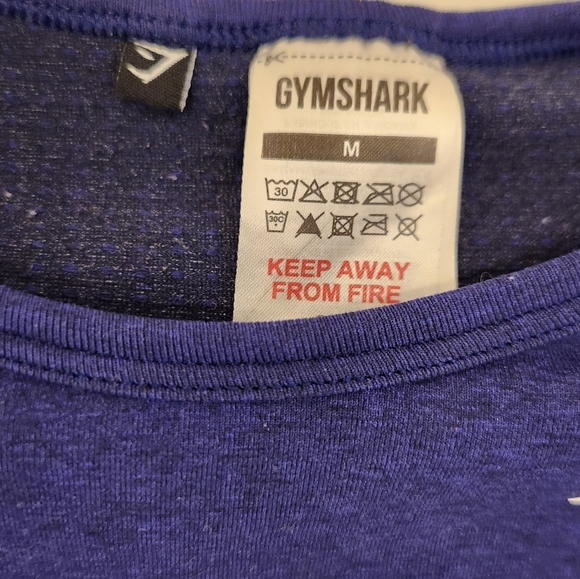 GYMSHARK
M
30
30C
KEEP AWAY
FROM FIRE